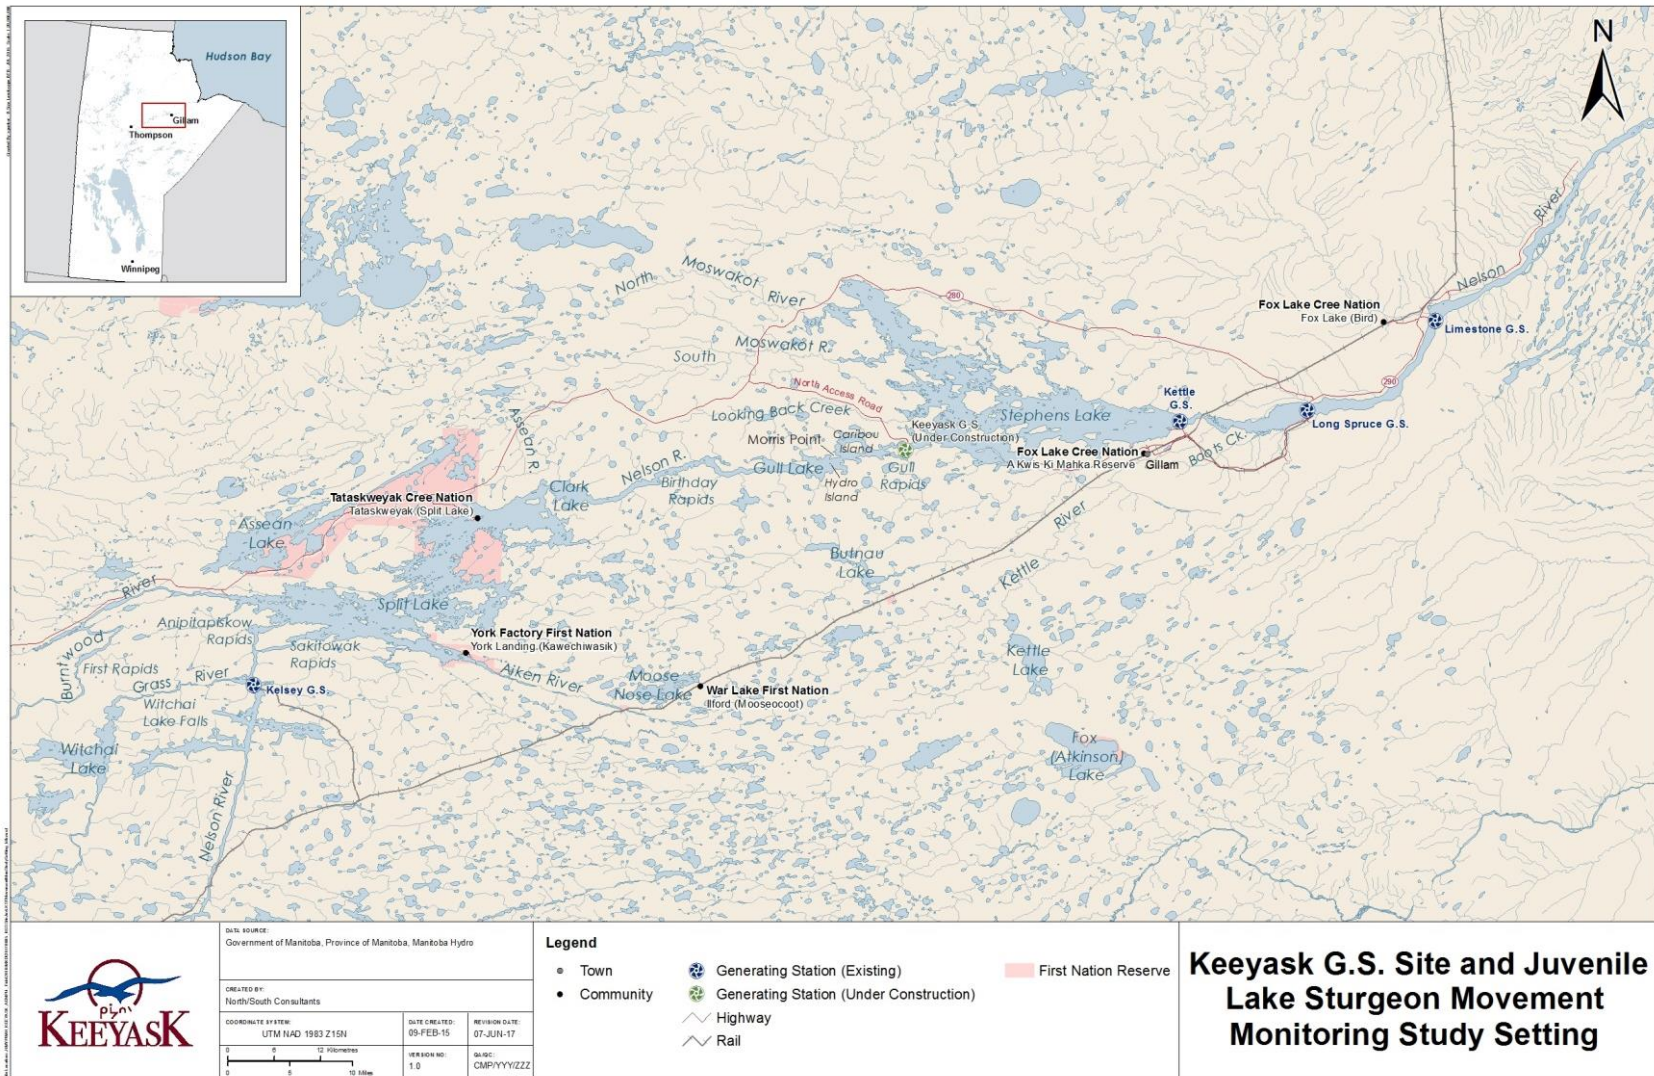 Hudson Bay
Gillam
Thompson
Winnipeg
N
North
Moswakot
River
280
Fox Lake Cree Nation
Fox Lake (Bird)
Nelson
River
Limestone G.S.
South
Moswakot R.
North Access Road
290
Kettle
G.S.
Long Spruce G.S.
Looking Back Creek
Stephens Lake
Keeyask G.S.
(Under Construction)
Morris Point
Caribou
Island
Assean R.
Nelson R.
Gull Lake
Gull
Rapids
Fox Lake Cree Nation
A Kwis Ki Mahka Reserve
Gillam
Boots Ck.
Birthday
Rapids
Hydro
Island
Clark
Lake
Tataskweyak Cree Nation
Tataskweyak (Split Lake)
Assean
Lake
Butnau
Lake
Kettle
River
River
Split Lake
Anipitapiskow
Rapids
Sakitowak
Rapids
York Factory First Nation
York Landing (Kawechiwasik)
Burntwood
First Rapids
Grass
River
Kelsey G.S.
Aiken River
Moose
Nose Lake
War Lake First Nation
Ilford (Mooseocoot)
Kettle
Lake
Witchai
Lake Falls
Witchai
Lake
Nelson River
Fox
(Atkinson)
Lake
KEEYASK
DATA SOURCE:
Government of Manitoba, Province of Manitoba, Manitoba Hydro
CREATED BY:
North/South Consultants
COORDINATE SYSTEM:
UTM NAD 1983 Z15N
DATE CREATED:
09-FEB-15
REVISION DATE:
07-JUN-17
0 6 12 Kilometres
0 5 10 Miles
VERSION NO:
1.0
QA/QC:
CMP/YYY/ZZZ
Legend
Town
Community
Generating Station (Existing)
Generating Station (Under Construction)
Highway
Rail
First Nation Reserve
Keeyask G.S. Site and Juvenile
Lake Sturgeon Movement
Monitoring Study Setting